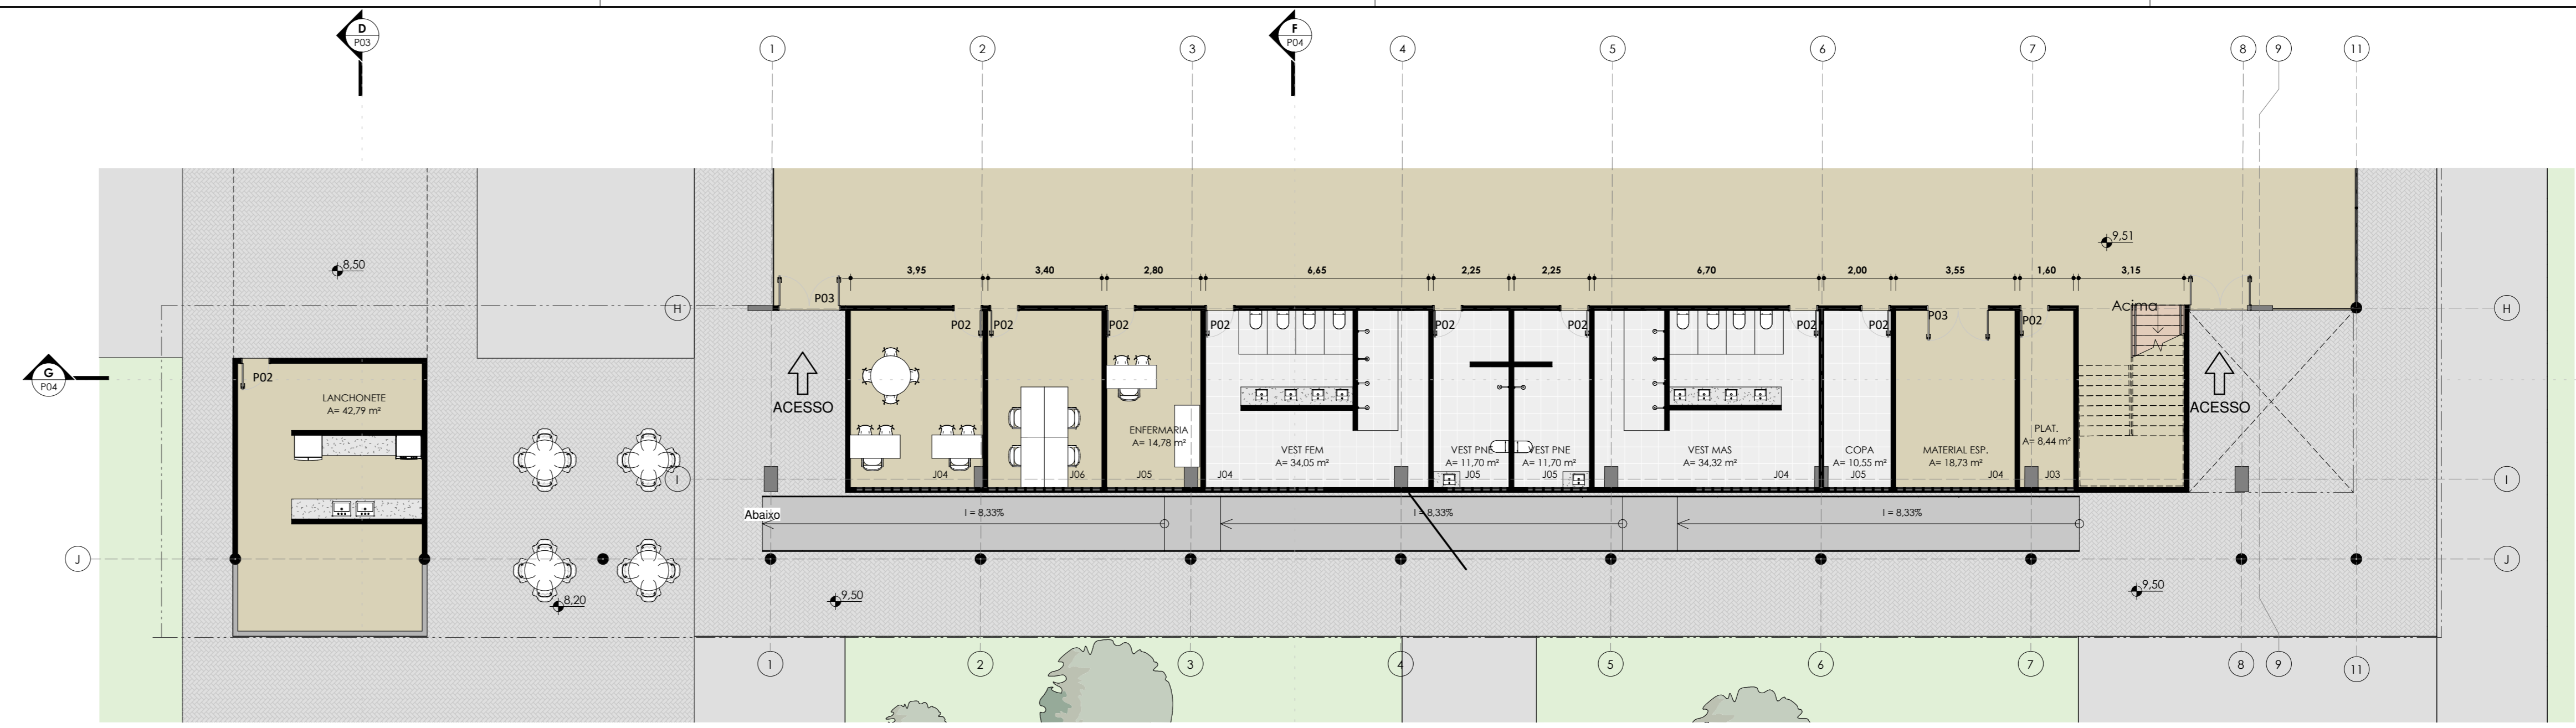 D
P03
F
P04
1 2 3 4 5 6 7 8 9 11
9,51
8,50
3,95 3,40 2,80 6,65 2,25 2,25 6,70 2,00 3,55 1,60 3,15
P03
Acima
H
H
P02 P02 P02 P02 P02 P02 P02 P02 P03 P02
G
P04
P02
LANCHONETE
A= 42,79 m²
ACESSO
ACESSO
ENFERMARIA
A= 14,78 m²
VEST FEM
A= 34,05 m²
VEST PNE
A= 11,70 m²
VEST PNE
A= 11,70 m²
VEST MAS
A= 34,32 m²
COPA
A= 10,55 m²
MATERIAL ESP.
A= 18,73 m²
PLAT.
A= 8,44 m²
J04 J06 J05 J04 J05 J05 J04 J05 J04 J03
I
I
Abaixo
I = 8,33%
I = 8,33%
I = 8,33%
J
J
8,20
9,50
9,50
1 2 3 4 5 6 7 8 9 11